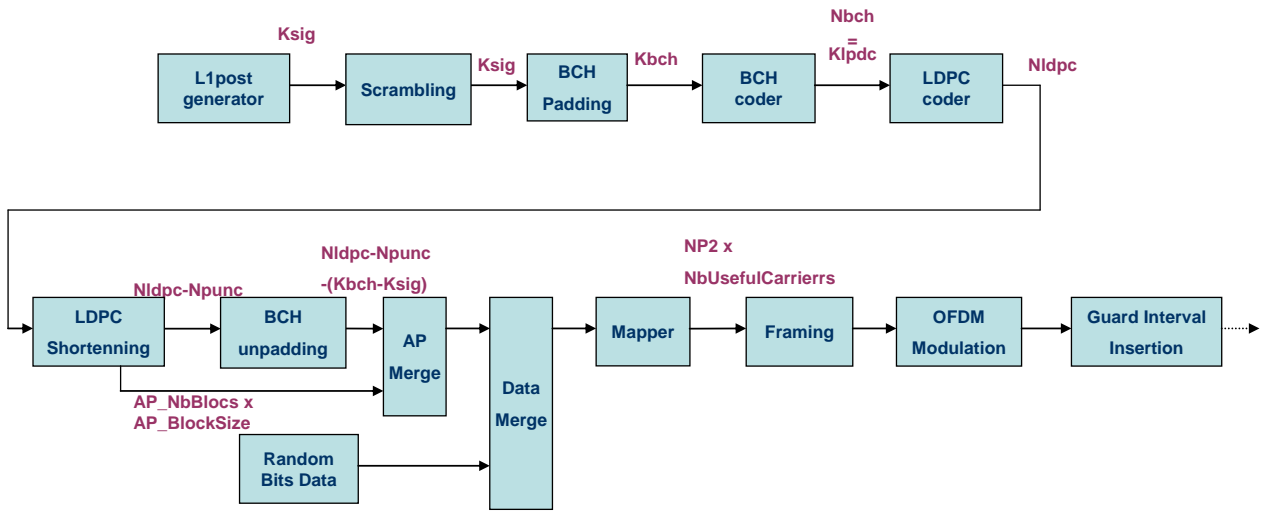 Ksig
Ksig
Kbch
Nbch
=
Klpdc
Nldpc
L1post
generator
Scrambling
BCH
Padding
BCH
coder
LDPC
coder
Nldpc-Npunc
Nldpc-Npunc
-(Kbch-Ksig)
NP2 x
NbUsefulCarrierrs
LDPC
Shortenning
BCH
unpadding
AP
Merge
Data
Merge
Mapper
Framing
OFDM
Modulation
Guard Interval
Insertion
AP_NbBlocs x
AP_BlockSize
Random
Bits Data